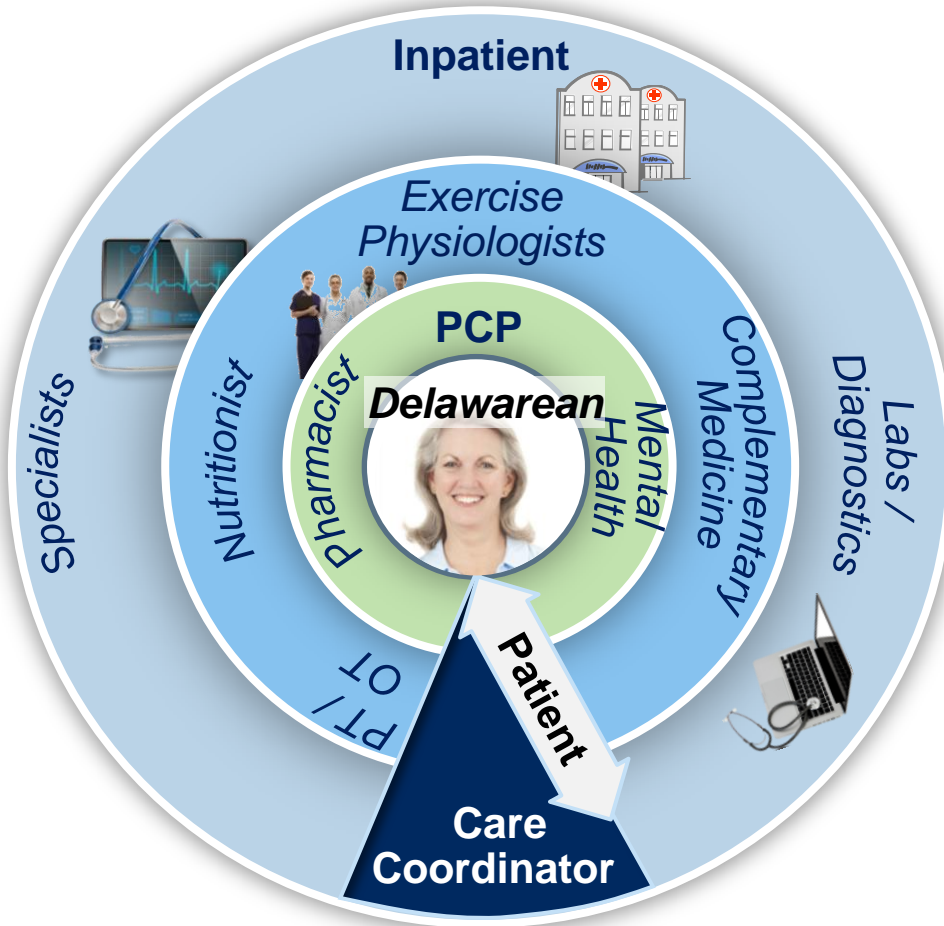 Inpatient
Exercise
Physiologists
PCP
Delawarean
Pharmacist
Mental
Health
Nutritionist
Complementary
Medicine
Specialists
Labs /
Diagnostics
PT /
OT
Patient
Care
Coordinator